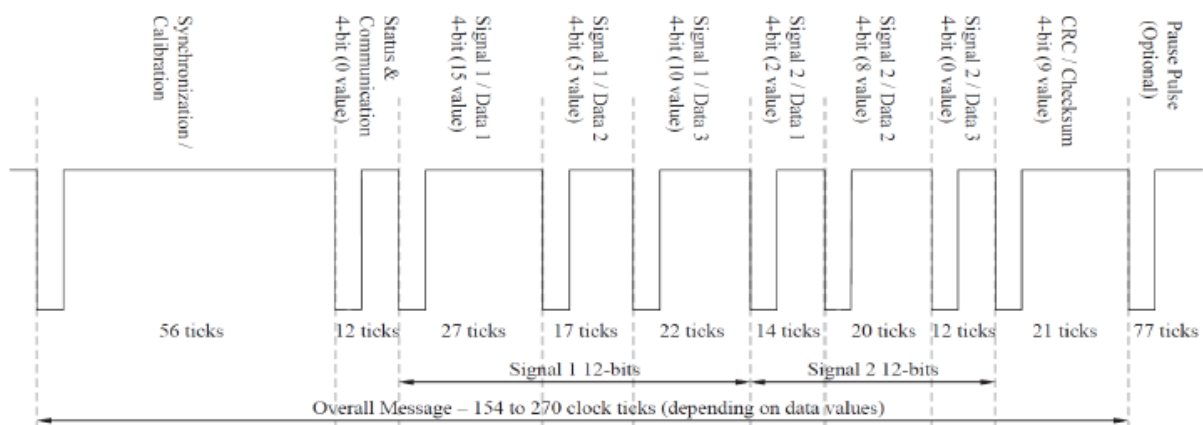 Synchronization /
Calibration
Status &
Communication
4-bit (0 value)
Signal 1 / Data 1
4-bit (15 value)
Signal 1 / Data 2
4-bit (5 value)
Signal 1 / Data 3
4-bit (10 value)
Signal 2 / Data 1
4-bit (2 value)
Signal 2 / Data 2
4-bit (8 value)
Signal 2 / Data 3
4-bit (0 value)
CRC / Checksum
4-bit (9 value)
Pause Pulse
(Optional)
56 ticks
12 ticks
27 ticks
17 ticks
22 ticks
14 ticks
20 ticks
12 ticks
21 ticks
77 ticks
Signal 1 12-bits
Signal 2 12-bits
Overall Message – 154 to 270 clock ticks (depending on data values)